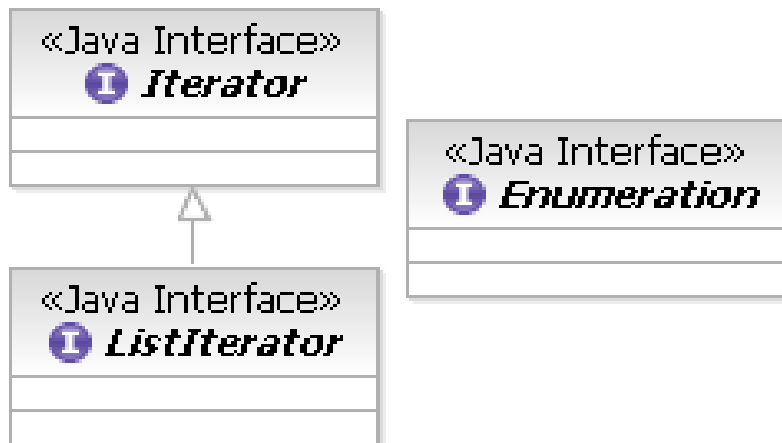 «Java Interface»
I Iterator
«Java Interface»
I Enumeration
«Java Interface»
I ListIterator